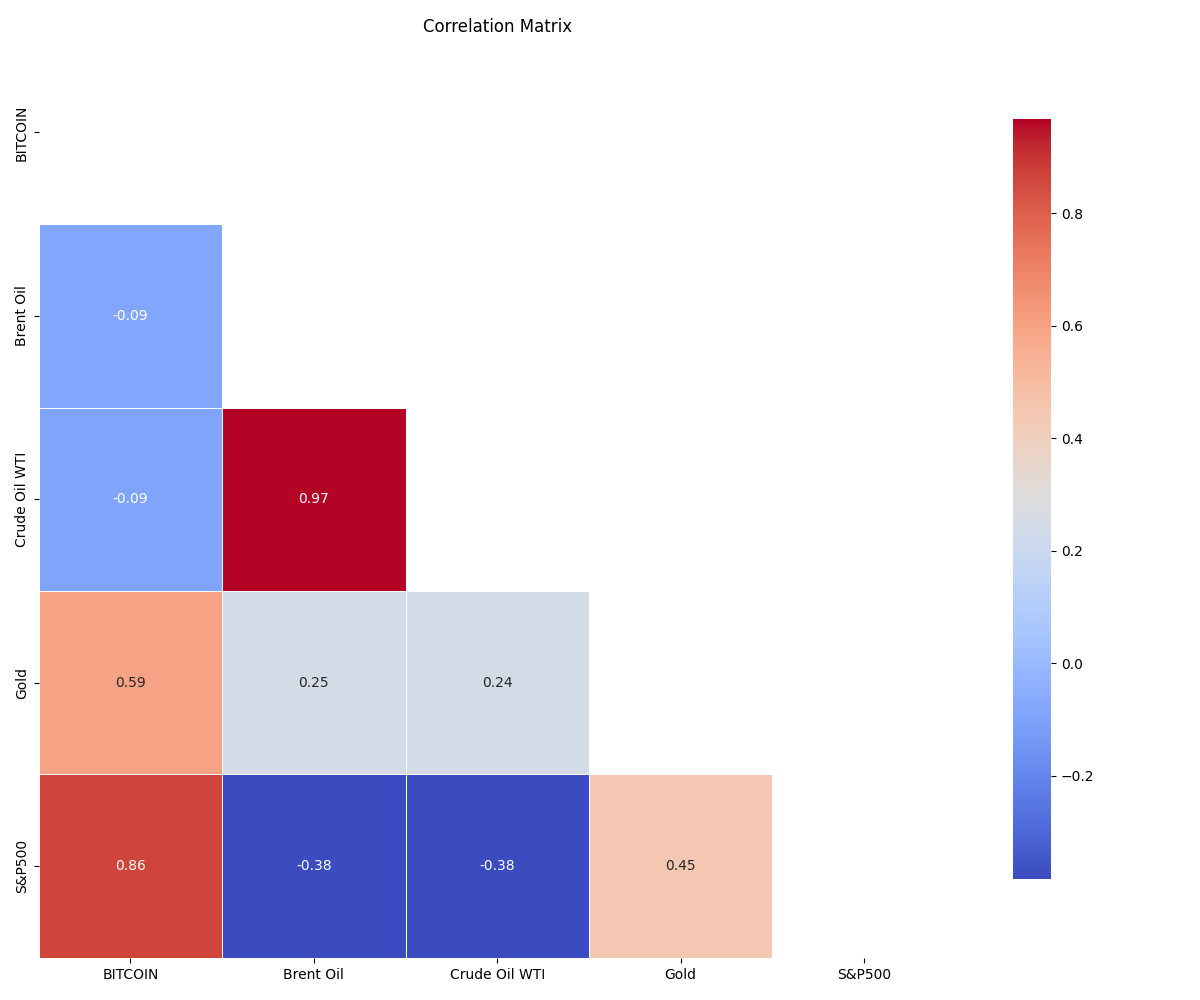 Correlation Matrix
BITCOIN
Brent Oil
-0.09
Crude Oil WTI
-0.09 0.97
Gold
0.59 0.25 0.24
S&P500
0.86 -0.38 -0.38 0.45
BITCOIN Brent Oil Crude Oil WTI Gold S&P500
0.8
0.6
0.4
0.2
0.0
−0.2